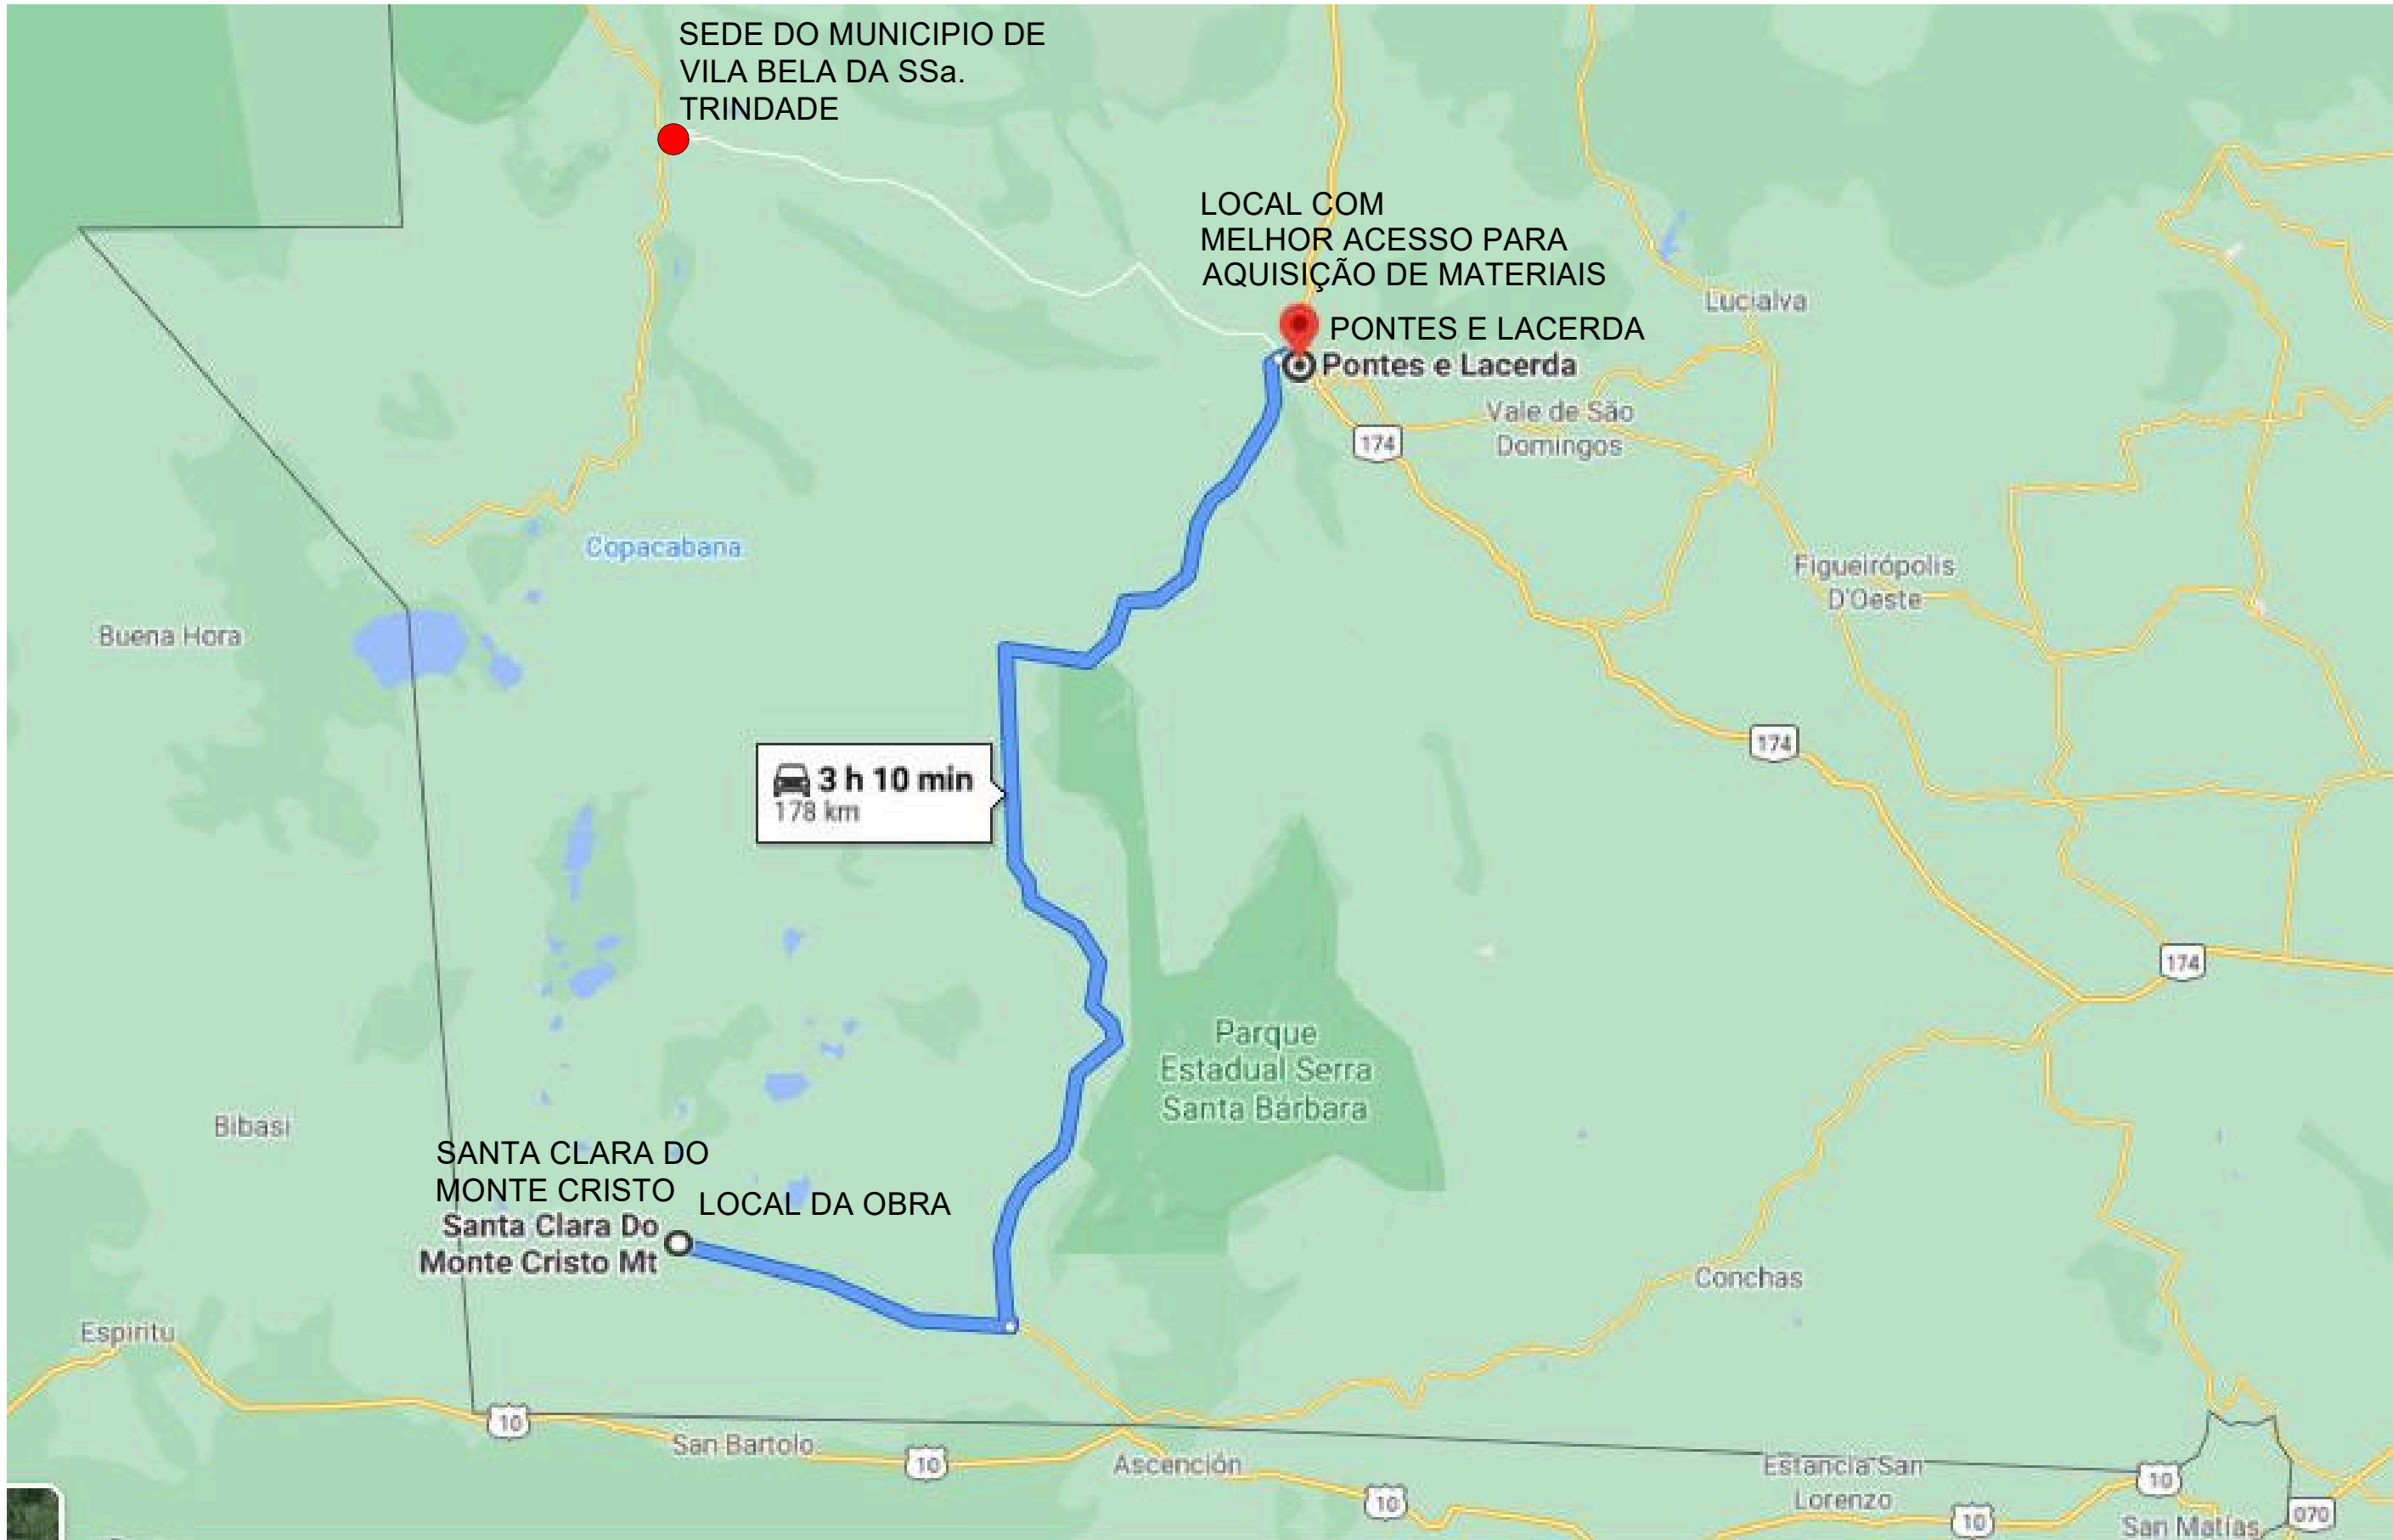 SEDE DO MUNICIPIO DE
VILA BELA DA SSa.
TRINDADE
LOCAL COM
MELHOR ACESSO PARA
AQUISIÇÃO DE MATERIAIS
Lucialva
PONTES E LACERDA
Pontes e Lacerda
Vale de São
Domingos
174
Copacabana
Figueirópolis
D'Oeste
Buena Hora
174
3 h 10 min
178 km
174
Parque
Estadual Serra
Santa Bárbara
Bibasi
SANTA CLARA DO
MONTE CRISTO
LOCAL DA OBRA
Santa Clara Do
Monte Cristo Mt
Conchas
Espiritu
10
San Bartolo
10
Ascención
Estancia San
Lorenzo
10
10
10
070
San Matías